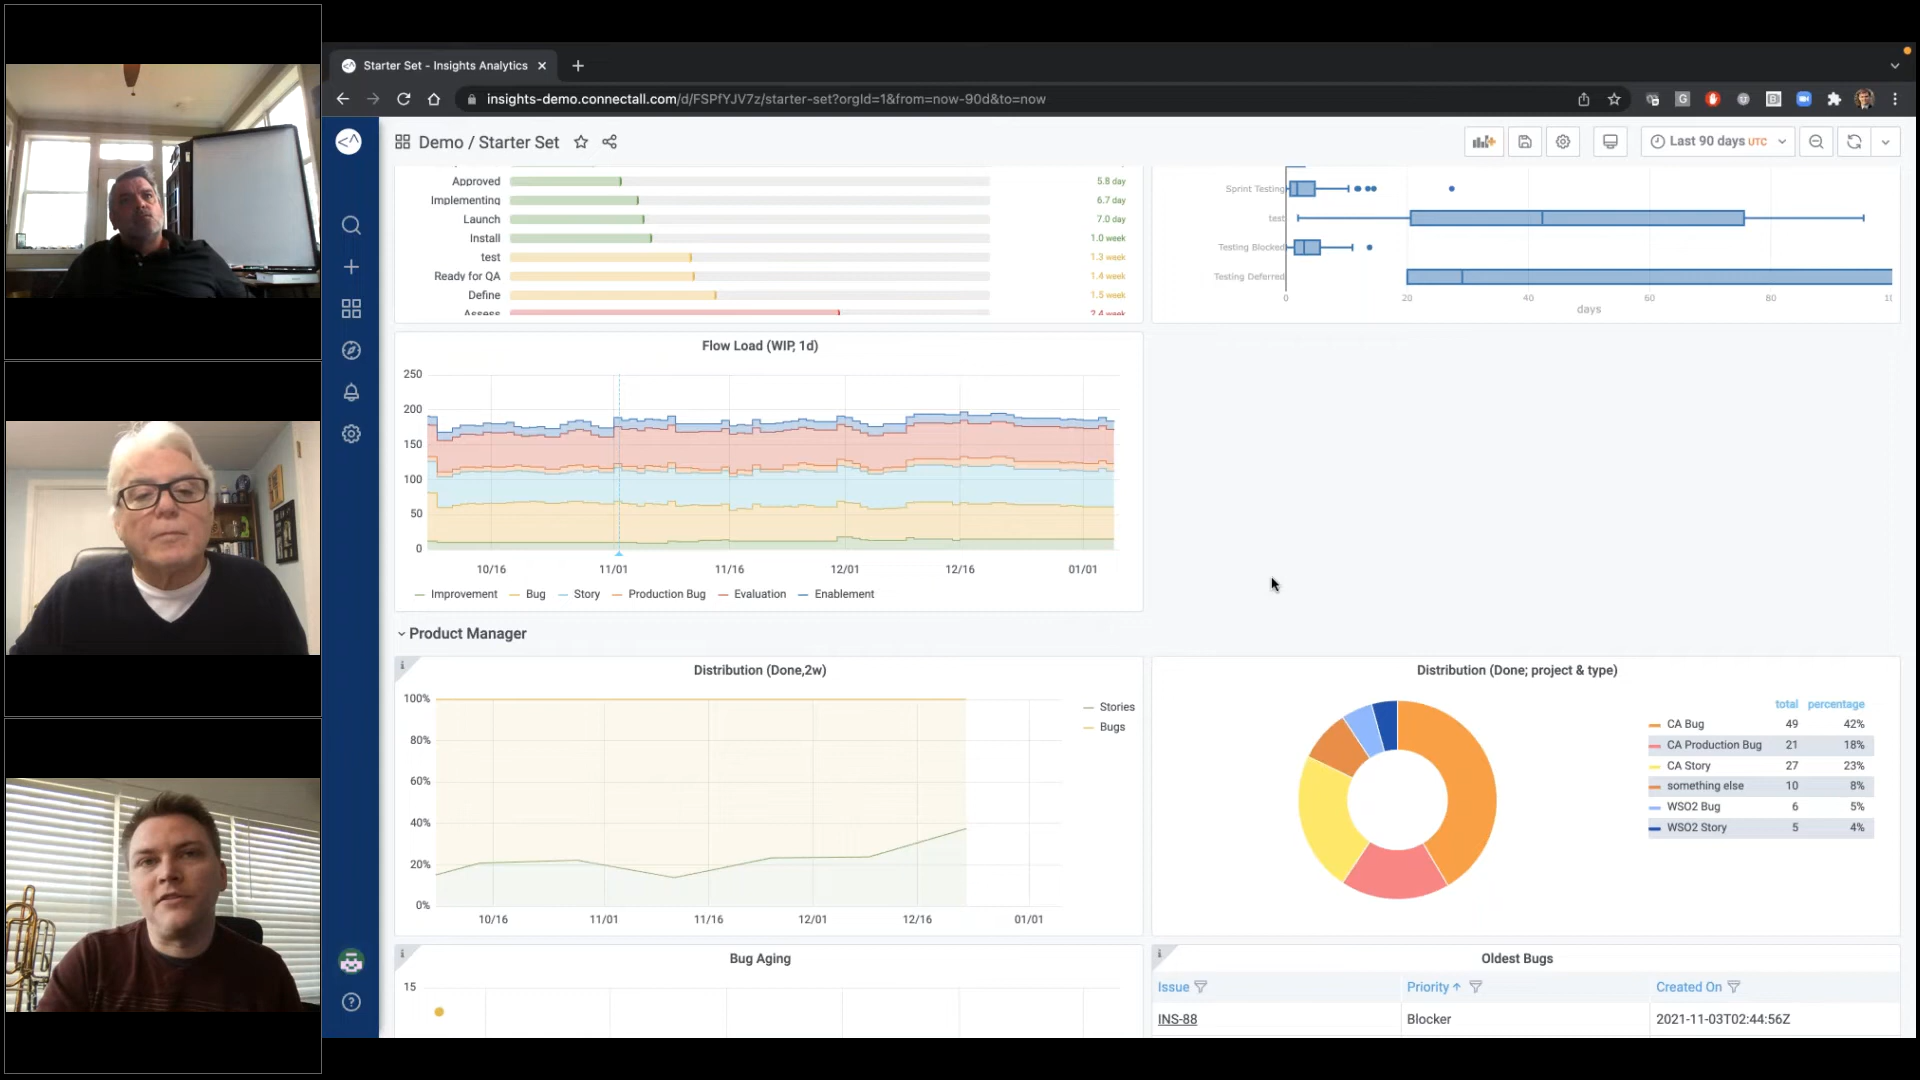 Starter Set - Insights Analytics
insights-demo.connectall.com/d/FSPfYJV7z/starter-set?orgId=1&from=now-90d&to=now
Demo / Starter Set
Last 90 days UTC
Approved 5.8 day
Implementing 6.7 day
Launch 7.0 day
Install 1.0 week
test 1.3 week
Ready for QA 1.4 week
Define 1.5 week
Assess 2.4 week
Sprint Testing
test
Testing Blocked
Testing Deferred
0 20 40 60 80
days
Flow Load (WIP, 1d)
250
200
150
100
50
0
10/16 11/01 11/16 12/01 12/16 01/01
Improvement Bug Story Production Bug Evaluation Enablement
Product Manager
Distribution (Done,2w)
100%
80%
60%
40%
20%
0%
10/16 11/01 11/16 12/01 12/16 01/01
Stories
Bugs
Distribution (Done; project & type)
total percentage
CA Bug 49 42%
CA Production Bug 21 18%
CA Story 27 23%
something else 10 8%
WSO2 Bug 6 5%
WSO2 Story 5 4%
Bug Aging
15
Oldest Bugs
Issue Priority Created On
INS-88 Blocker 2021-11-03T02:44:56Z